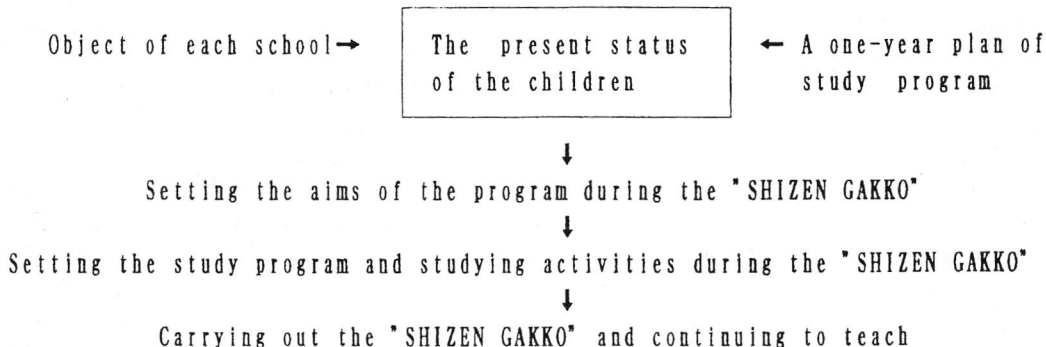 Object of each school→
The present status
of the children
← A one-year plan of
study program
↓
Setting the aims of the program during the "SHIZEN GAKKO"
↓
Setting the study program and studying activities during the "SHIZEN GAKKO"
↓
Carrying out the "SHIZEN GAKKO" and continuing to teach